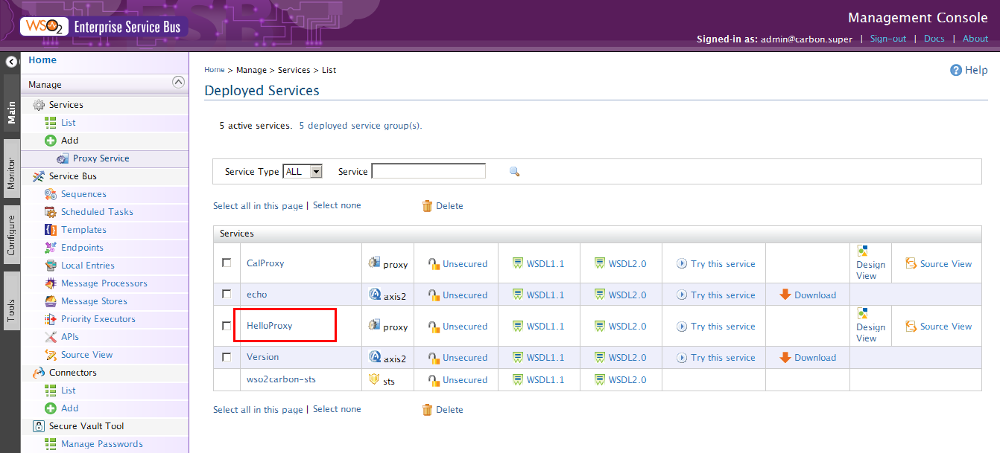 WSO2 Enterprise Service Bus
Management Console
Signed-in as: admin@carbon.super | Sign-out | Docs | About
Main
Monitor
Configure
Tools
Home
Manage
Services
List
Add
Proxy Service
Service Bus
Sequences
Scheduled Tasks
Templates
Endpoints
Local Entries
Message Processors
Message Stores
Priority Executors
APIs
Source View
Connectors
List
Add
Secure Vault Tool
Manage Passwords
Home > Manage > Services > List
Help
Deployed Services
5 active services. 5 deployed service group(s).
Service Type ALL Service
Select all in this page | Select none Delete
Services
CalProxy proxy Unsecured WSDL1.1 WSDL2.0 Try this service Design View Source View
echo axis2 Unsecured WSDL1.1 WSDL2.0 Try this service Download
HelloProxy proxy Unsecured WSDL1.1 WSDL2.0 Try this service Design View Source View
Version axis2 Unsecured WSDL1.1 WSDL2.0 Try this service Download
wso2carbon-sts sts Unsecured WSDL1.1 WSDL2.0
Select all in this page | Select none Delete